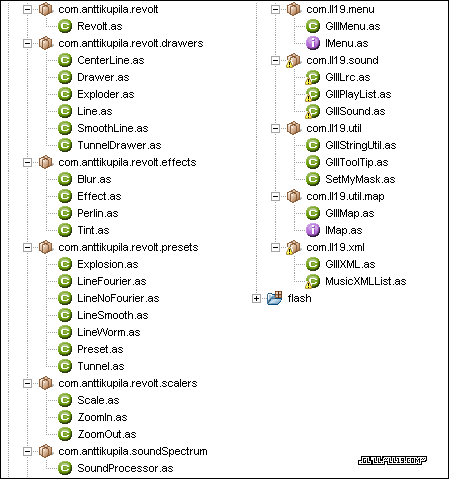 com.anttikupila.revolt
Revolt.as
com.anttikupila.revolt.drawers
CenterLine.as
Drawer.as
Exploder.as
Line.as
SmoothLine.as
TunnelDrawer.as
com.anttikupila.revolt.effects
Blur.as
Effect.as
Perlin.as
Tint.as
com.anttikupila.revolt.presets
Explosion.as
LineFourier.as
LineNoFourier.as
LineSmooth.as
LineWorm.as
Preset.as
Tunnel.as
com.anttikupila.revolt.scalers
Scale.as
ZoomIn.as
ZoomOut.as
com.anttikupila.soundSpectrum
SoundProcessor.as
com.ll19.menu
GlllMenu.as
IMenu.as
com.ll19.sound
GlllLrc.as
GlllPlayList.as
GlllSound.as
com.ll19.util
GlllStringUtil.as
GlllToolTip.as
SetMyMask.as
com.ll19.util.map
GlllMap.as
IMap.as
com.ll19.xml
GlllXML.as
MusicXMLList.as
flash